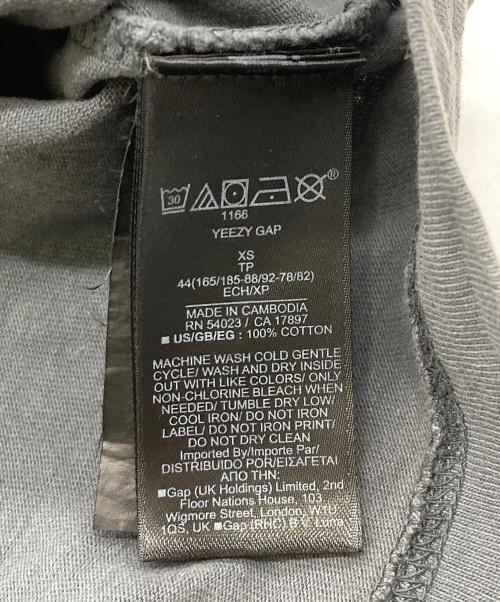 30 ®
1166
YEEZY GAP
XS
TP
44(165/185-88/92-78/82)
ECH/XP
MADE IN CAMBODIA
RN 54023 / CA 17897
■ US/GB/EG : 100% COTTON
MACHINE WASH COLD GENTLE
CYCLE/ WASH AND DRY INSIDE
OUT WITH LIKE COLORS/ ONLY
NON-CHLORINE BLEACH WHEN
NEEDED/ TUMBLE DRY LOW/
COOL IRON/ DO NOT IRON
LABEL/ DO NOT IRON PRINT/
DO NOT DRY CLEAN
Imported By/Importe Par/
DISTRIBUIDO POR/ΕΙΣΑΓΕΤΑΙ
ΑΠΟ ΤΗΝ:
■Gap (UK Holdings) Limited, 2nd
Floor Nations House, 103
Wigmore Street, London, W1U
1QS, UK ■Gap (RHC) B.V. Luna